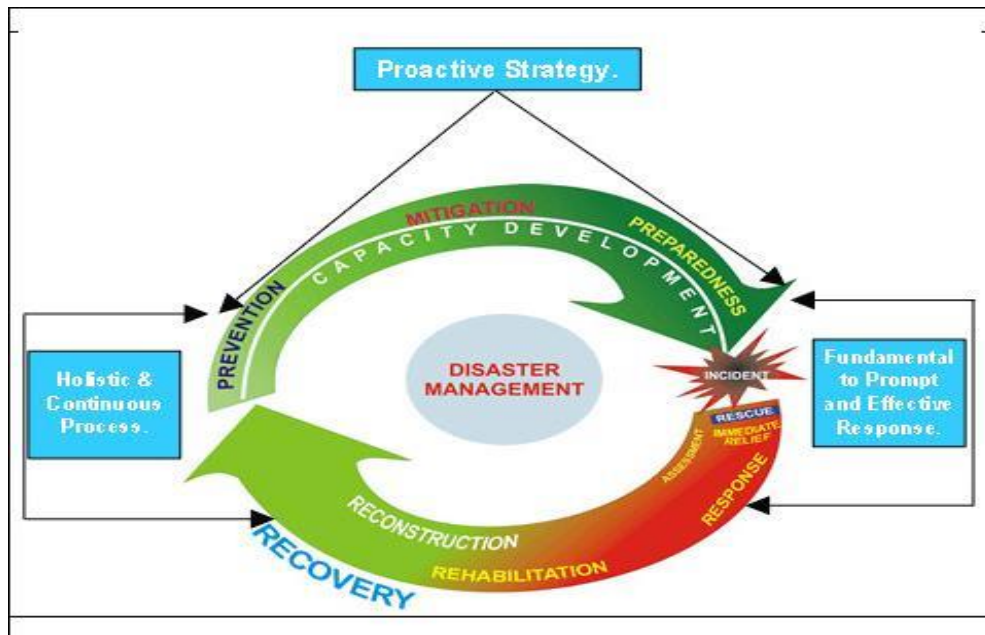 Proactive Strategy.
MITIGATION
CAPACITY DEVELOPMENT
PREPAREDNESS
PREVENTION
Holistic &
Continuous
Process.
DISASTER
MANAGEMENT
INCIDENT
Fundamental
to Prompt
and Effective
Response.
RESCUE
IMMEDIATE
RELIEF
ASSESSMENT
RESPONSE
RECONSTRUCTION
REHABILITATION
RECOVERY